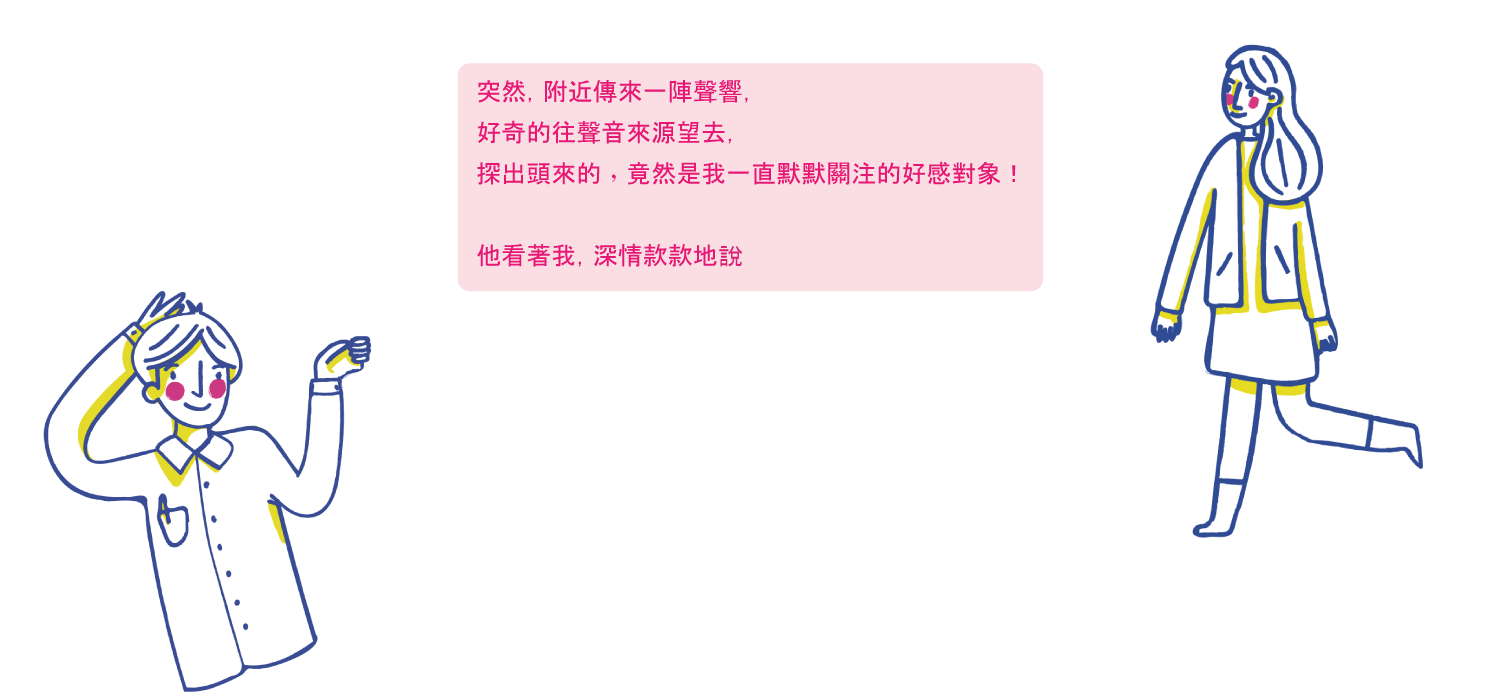 突然, 附近傳來一陣聲響,
好奇的往聲音來源望去,
探出頭來的，竟然是我一直默默關注的好感對象！
他看著我, 深情款款地說